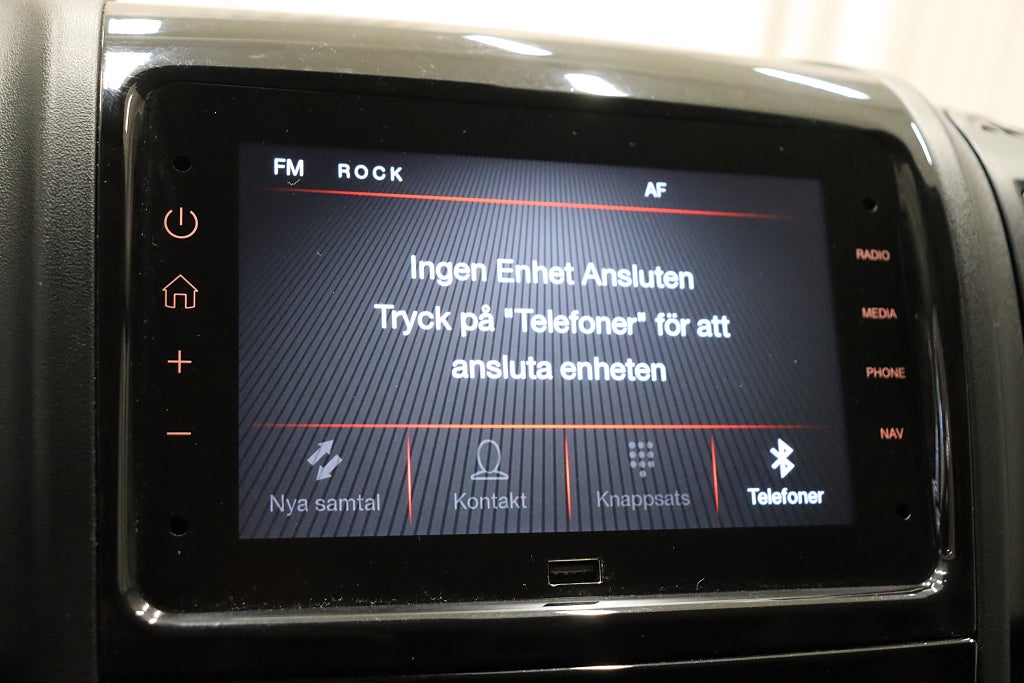 FM ROCK AF
Ingen Enhet Ansluten
Tryck på "Telefoner" för att
ansluta enheten
Nya samtal Kontakt Knappsats Telefoner
RADIO
MEDIA
PHONE
NAV